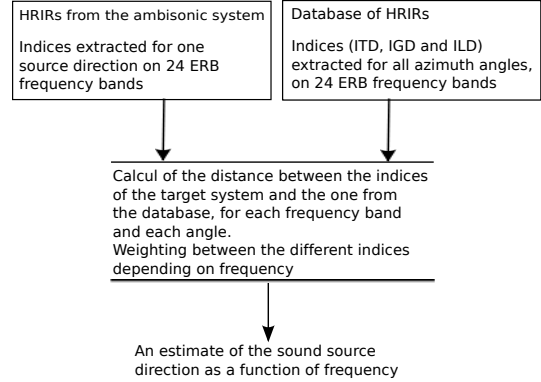 HRIRs from the ambisonic system
Indices extracted for one
source direction on 24 ERB
frequency bands
Database of HRIRs
Indices (ITD, IGD and ILD)
extracted for all azimuth angles,
on 24 ERB frequency bands
Calcul of the distance between the indices
of the target system and the one from
the database, for each frequency band
and each angle.
Weighting between the different indices
depending on frequency
An estimate of the sound source
direction as a function of frequency